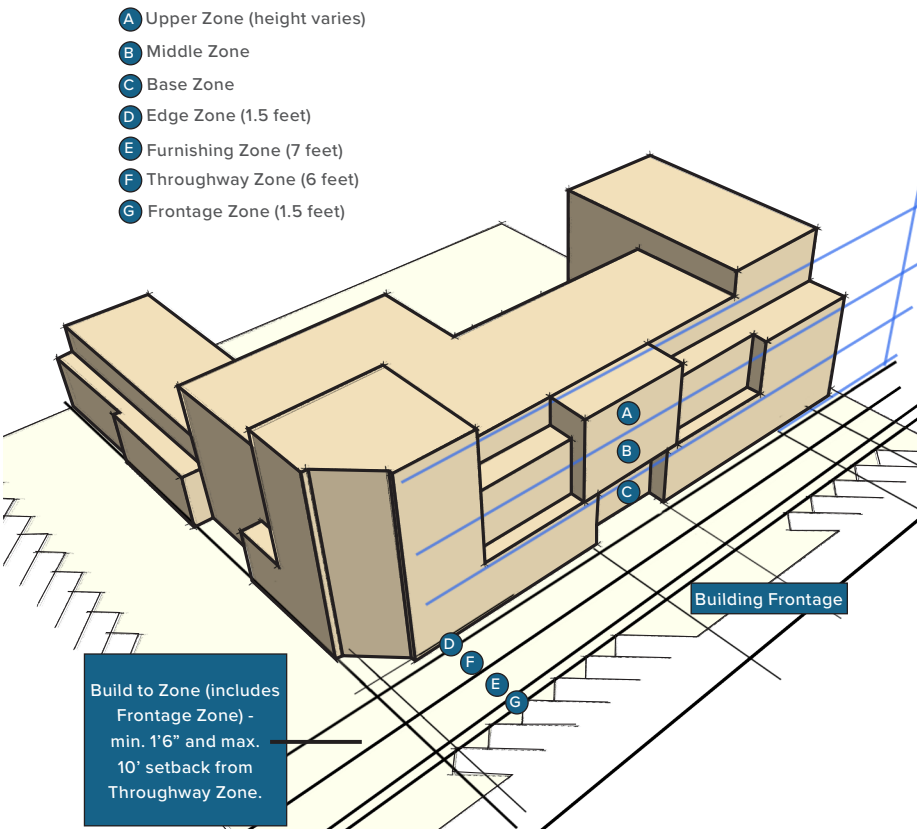 A Upper Zone (height varies)
B Middle Zone
C Base Zone
D Edge Zone (1.5 feet)
E Furnishing Zone (7 feet)
F Throughway Zone (6 feet)
G Frontage Zone (1.5 feet)
A
B
C
Building Frontage
D
F
E
G
Build to Zone (includes
Frontage Zone) -
min. 1’6” and max.
10’ setback from
Throughway Zone.